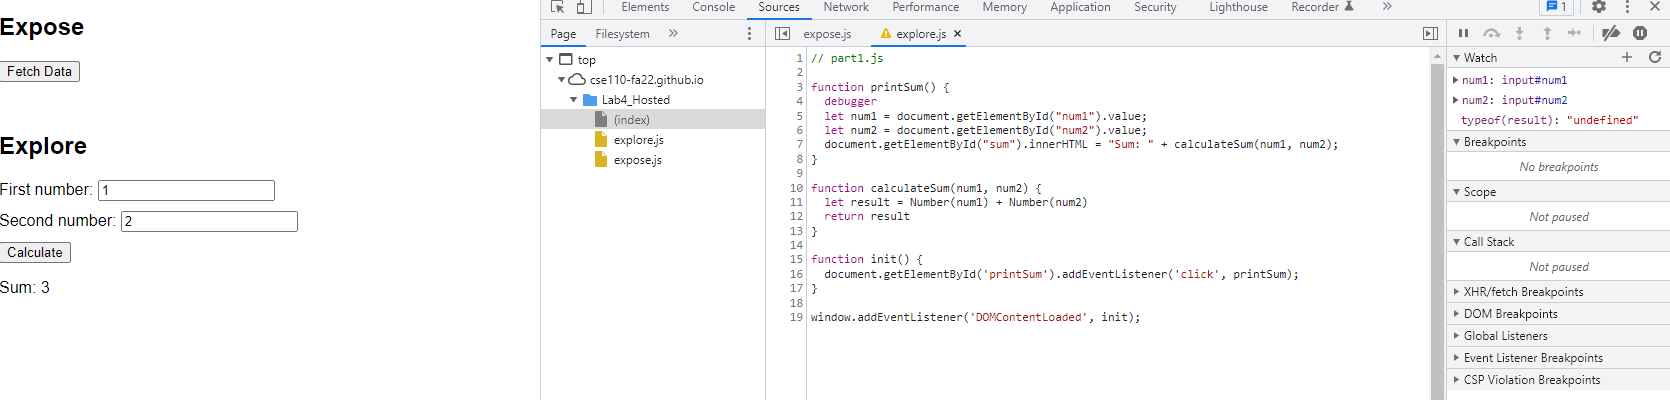 Expose
Fetch Data
Explore
First number: 1
Second number: 2
Calculate
Sum: 3
Elements Console Sources Network Performance Memory Application Security Lighthouse Recorder » 1
Page Filesystem »
top
cse110-fa22.github.io
Lab4_Hosted
(index)
explore.js
expose.js
expose.js explore.js ×
1 // part1.js
2
3 function printSum() {
4   debugger
5   let num1 = document.getElementById("num1").value;
6   let num2 = document.getElementById("num2").value;
7   document.getElementById("sum").innerHTML = "Sum: " + calculateSum(num1, num2);
8 }
9
10 function calculateSum(num1, num2) {
11   let result = Number(num1) + Number(num2)
12   return result
13 }
14
15 function init() {
16   document.getElementById('printSum').addEventListener('click', printSum);
17 }
18
19 window.addEventListener('DOMContentLoaded', init);
Watch
num1: input#num1
num2: input#num2
typeof(result): "undefined"
Breakpoints
No breakpoints
Scope
Not paused
Call Stack
Not paused
XHR/fetch Breakpoints
DOM Breakpoints
Global Listeners
Event Listener Breakpoints
CSP Violation Breakpoints